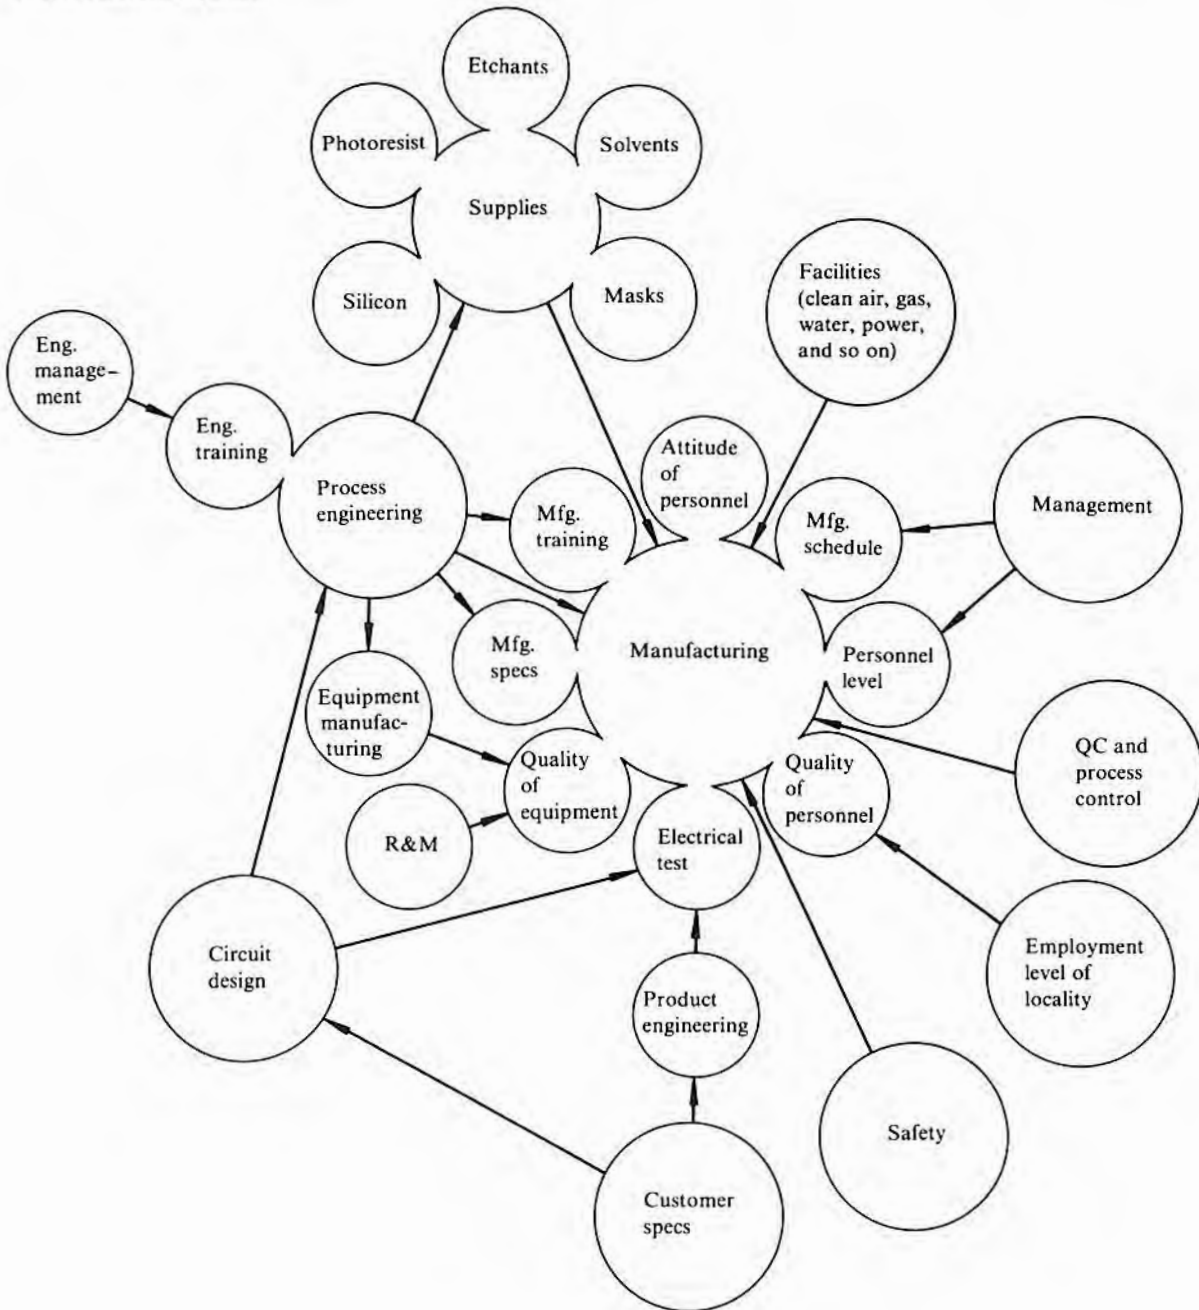 Etchants
Photoresist
Solvents
Supplies
Silicon
Masks
Facilities
(clean air, gas,
water, power,
and so on)
Eng.
manage-
ment
Eng.
training
Attitude
of
personnel
Process
engineering
Mfg.
training
Mfg.
schedule
Management
Mfg.
specs
Manufacturing
Personnel
level
Equipment
manufac-
turing
Quality
of
equipment
Quality
of
personnel
QC and
process
control
R&M
Electrical
test
Circuit
design
Employment
level of
locality
Product
engineering
Safety
Customer
specs